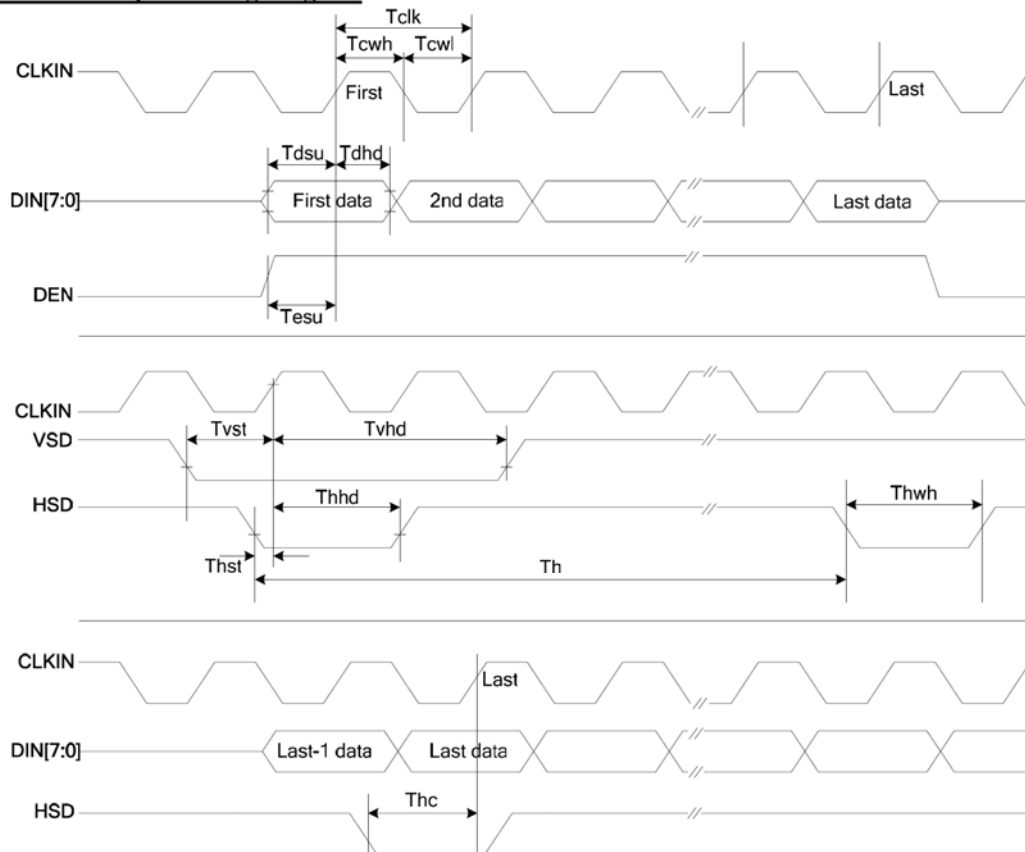 Tclk
Tcwh Tcwl
CLKIN
First
Last
Tdsu Tdhd
DIN[7:0]
First data
2nd data
Last data
DEN
Tesu
CLKIN
VSD
Tvst
Tvhd
HSD
Thhd
Thwh
Thst
Th
CLKIN
Last
DIN[7:0]
Last-1 data
Last data
HSD
Thc